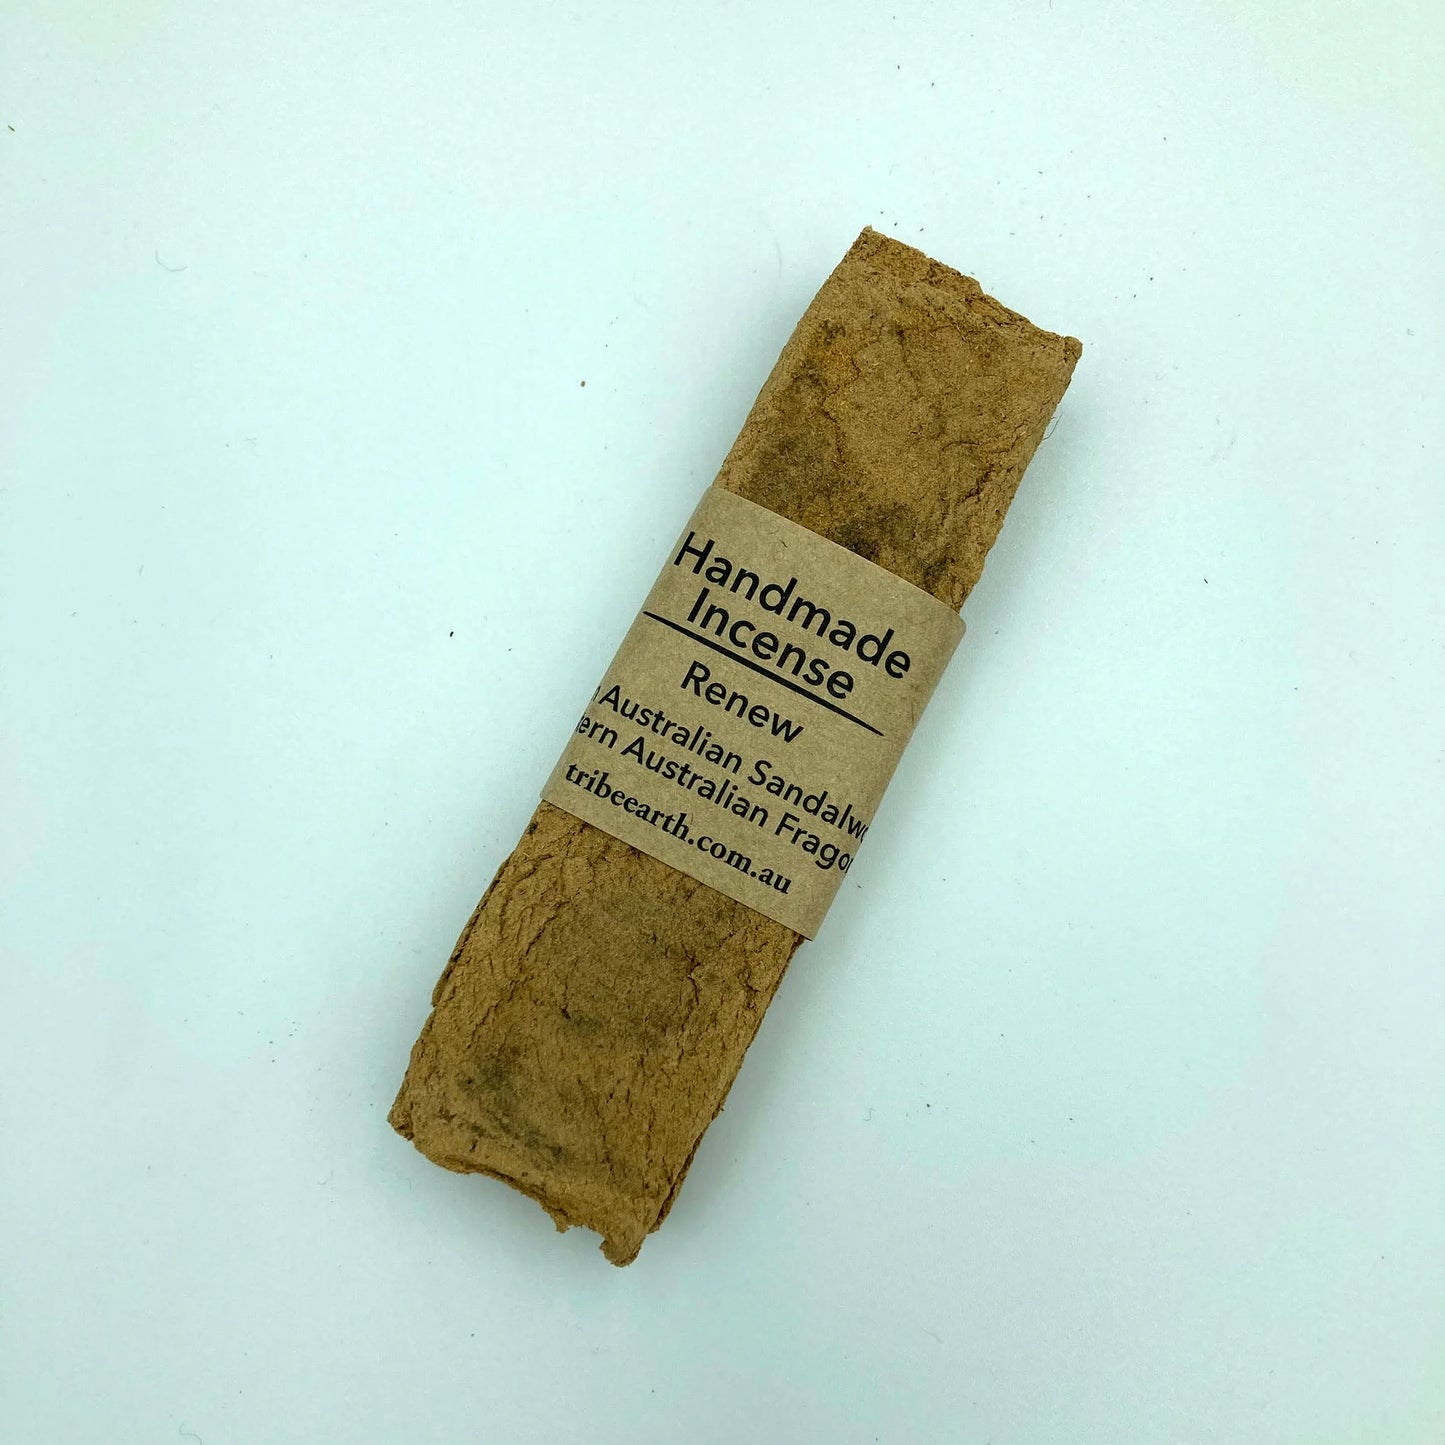 Handmade
Incense
Renew
Australian Sandalwo
ern Australian Fragon
tribeearth.com.au